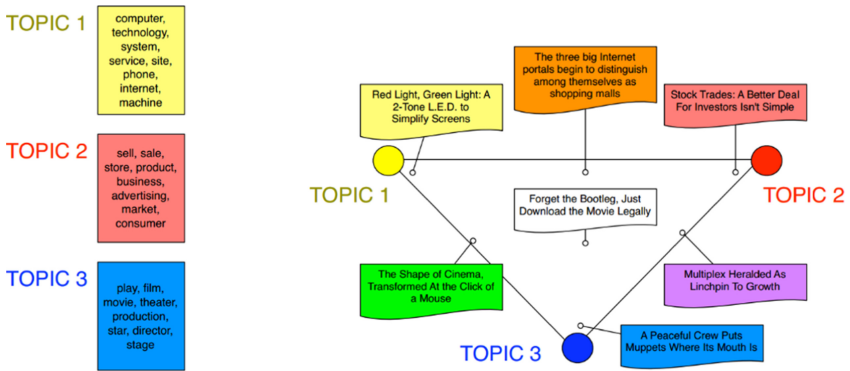 TOPIC 1
computer,
technology,
system,
service, site,
phone,
internet,
machine
TOPIC 2
sell, sale,
store, product,
business,
advertising,
market,
consumer
TOPIC 3
play, film,
movie, theater,
production,
star, director,
stage
Red Light, Green Light: A
2-Tone L.E.D. to
Simplify Screens
The three big Internet
portals begin to distinguish
among themselves as
shopping malls
Stock Trades: A Better Deal
For Investors Isn't Simple
TOPIC 1
TOPIC 2
Forget the Bootleg, Just
Download the Movie Legally
The Shape of Cinema,
Transformed At the Click of
a Mouse
Multiplex Heralded As
Linchpin To Growth
TOPIC 3
A Peaceful Crew Puts
Muppets Where Its Mouth Is